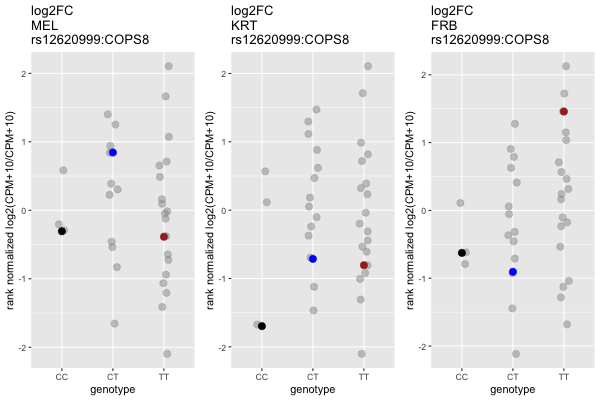 log2FC
MEL
rs12620999:COPS8
rank normalized log2(CPM+10/CPM+10)
2
1
0
-1
-2
CC
CT
TT
genotype
log2FC
KRT
rs12620999:COPS8
rank normalized log2(CPM+10/CPM+10)
2
1
0
-1
-2
CC
CT
TT
genotype
log2FC
FRB
rs12620999:COPS8
rank normalized log2(CPM+10/CPM+10)
2
1
0
-1
-2
CC
CT
TT
genotype